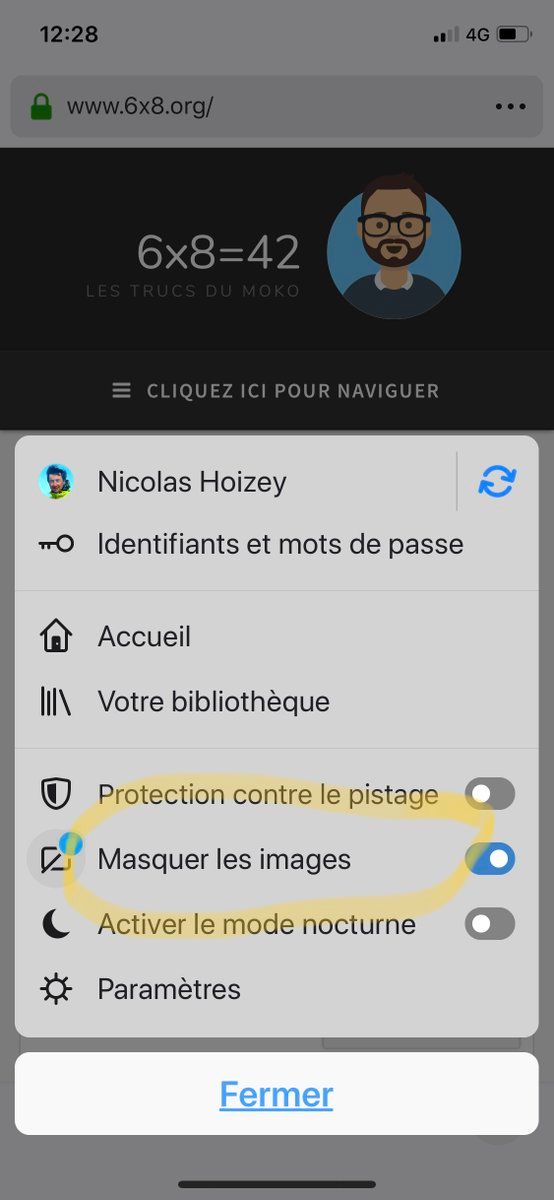 12:28
4G
www.6x8.org/
6x8=42
LES TRUCS DU MOKO
CLIQUEZ ICI POUR NAVIGUER
Nicolas Hoizey
Identifiants et mots de passe
Accueil
Votre bibliothèque
Protection contre le pistage
Masquer les images
Activer le mode nocturne
Paramètres
Fermer